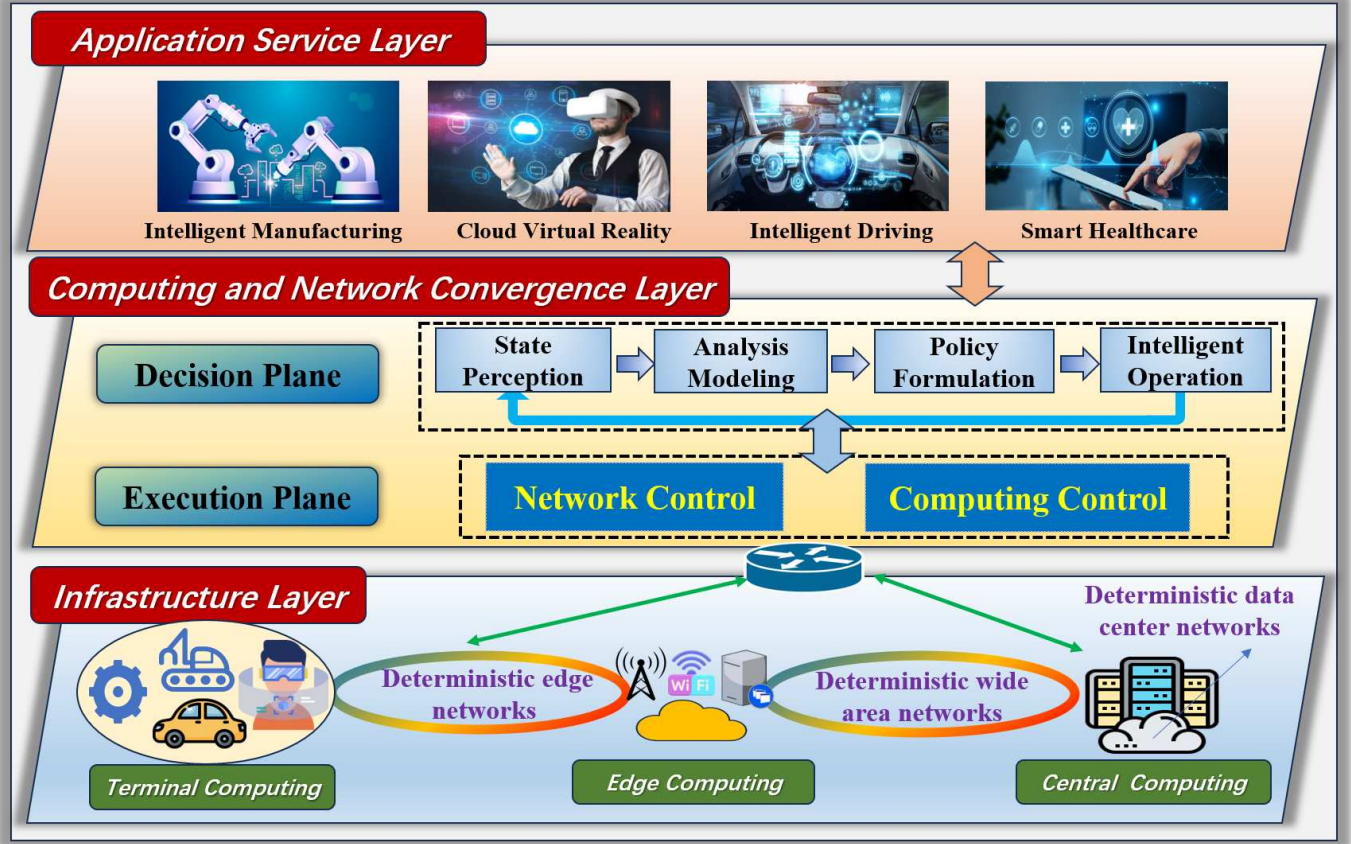 Application Service Layer
Intelligent Manufacturing
Cloud Virtual Reality
Intelligent Driving
Smart Healthcare
Computing and Network Convergence Layer
Decision Plane
State
Perception
Analysis
Modeling
Policy
Formulation
Intelligent
Operation
Execution Plane
Network Control
Computing Control
Infrastructure Layer
Deterministic data
center networks
Deterministic edge
networks
Wi Fi
Deterministic wide
area networks
Terminal Computing
Edge Computing
Central Computing